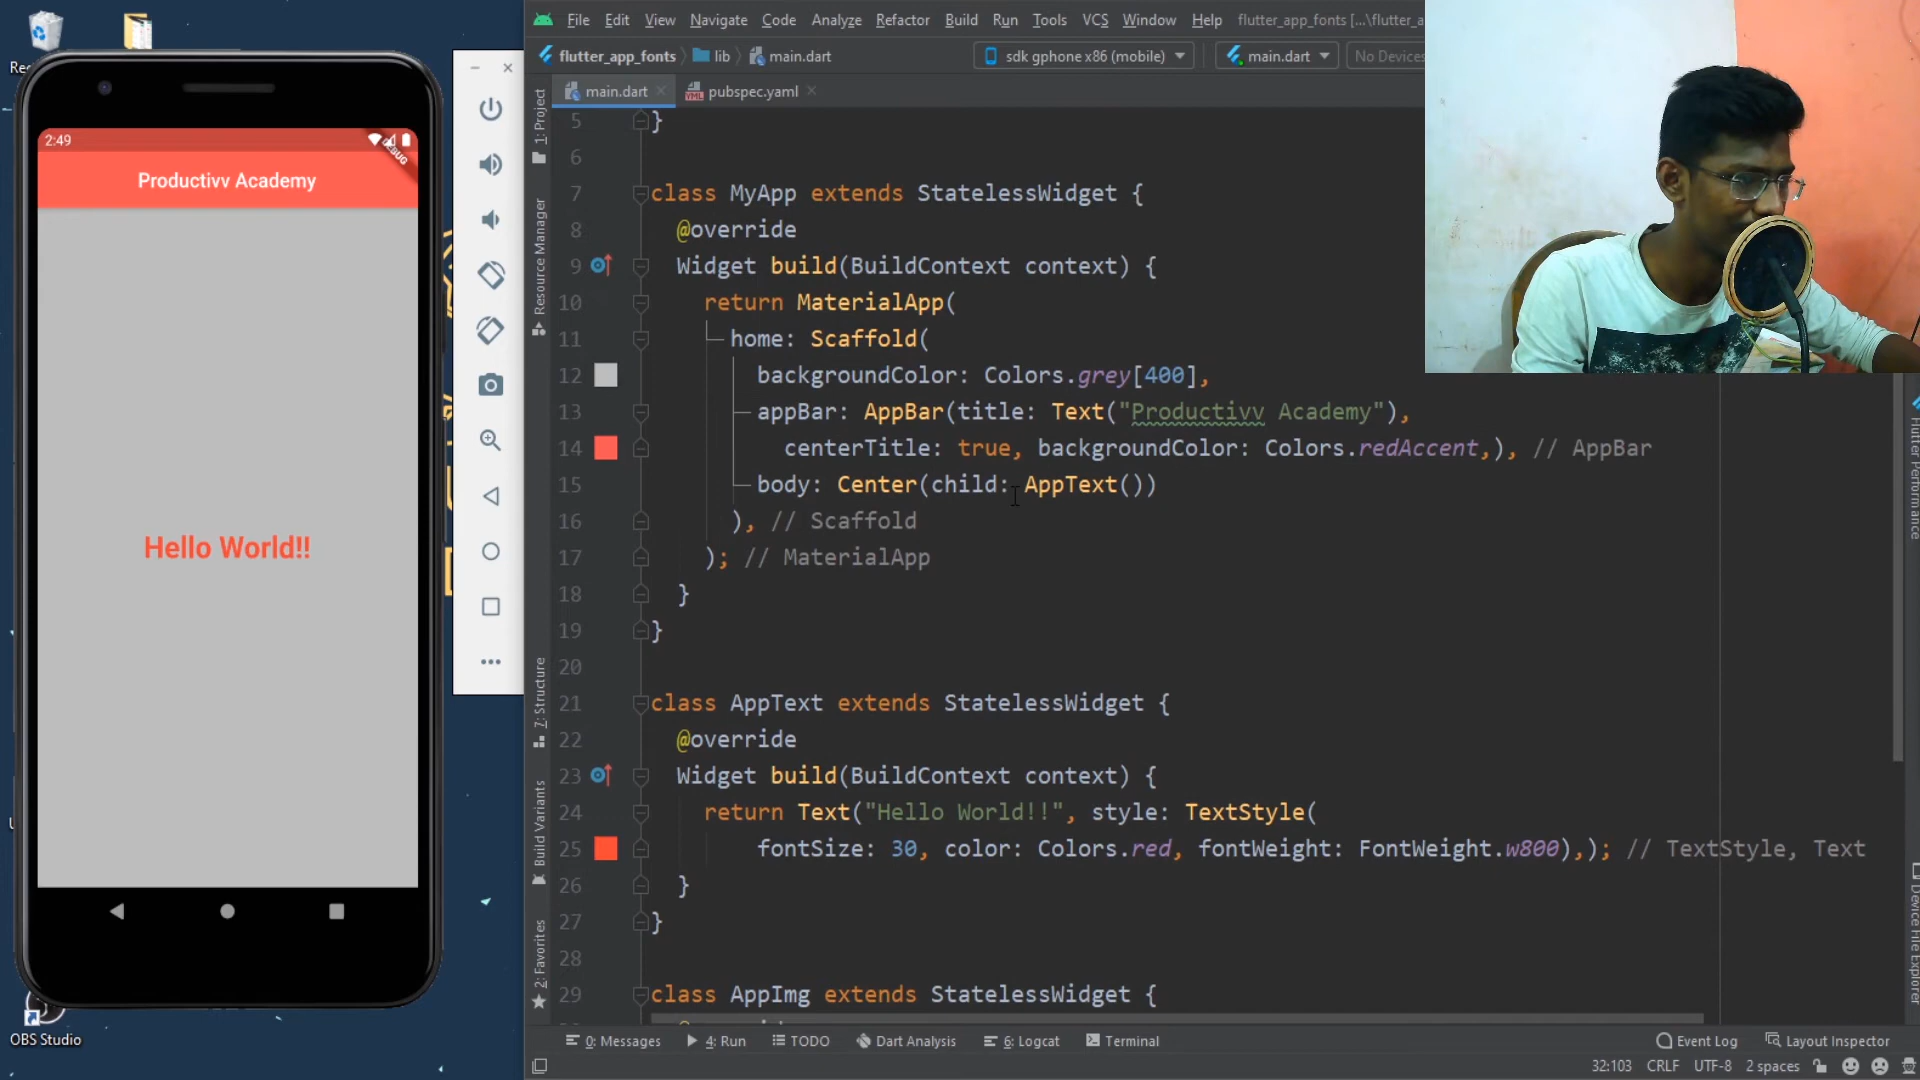 File Edit View Navigate Code Analyze Refactor Build Run Tools VCS Window Help flutter_app_fonts [...\flutter_a
flutter_app_fonts lib main.dart sdk gphone x86 (mobile) main.dart No Devices
main.dart pubspec.yaml
5 }
6
7 class MyApp extends StatelessWidget {
8 @override
9 Widget build(BuildContext context) {
10 return MaterialApp(
11 home: Scaffold(
12 backgroundColor: Colors.grey[400],
13 appBar: AppBar(title: Text("Productivv Academy"),
14 centerTitle: true, backgroundColor: Colors.redAccent,), // AppBar
15 body: Center(child: AppText())
16 ), // Scaffold
17 ); // MaterialApp
18 }
19 }
20
21 class AppText extends StatelessWidget {
22 @override
23 Widget build(BuildContext context) {
24 return Text("Hello World!!", style: TextStyle(
25 fontSize: 30, color: Colors.red, fontWeight: FontWeight.w800),); // TextStyle, Text
26 }
27 }
28
29 class AppImg extends StatelessWidget {
1: Project
Resource Manager
7: Structure
Build Variants
2: Favorites
Flutter Performance
Device File Explorer
0: Messages 4: Run TODO Dart Analysis 6: Logcat Terminal Event Log Layout Inspector
32:103 CRLF UTF-8 2 spaces
2:49
DEBUG
Productivv Academy
Hello World!!
OBS Studio